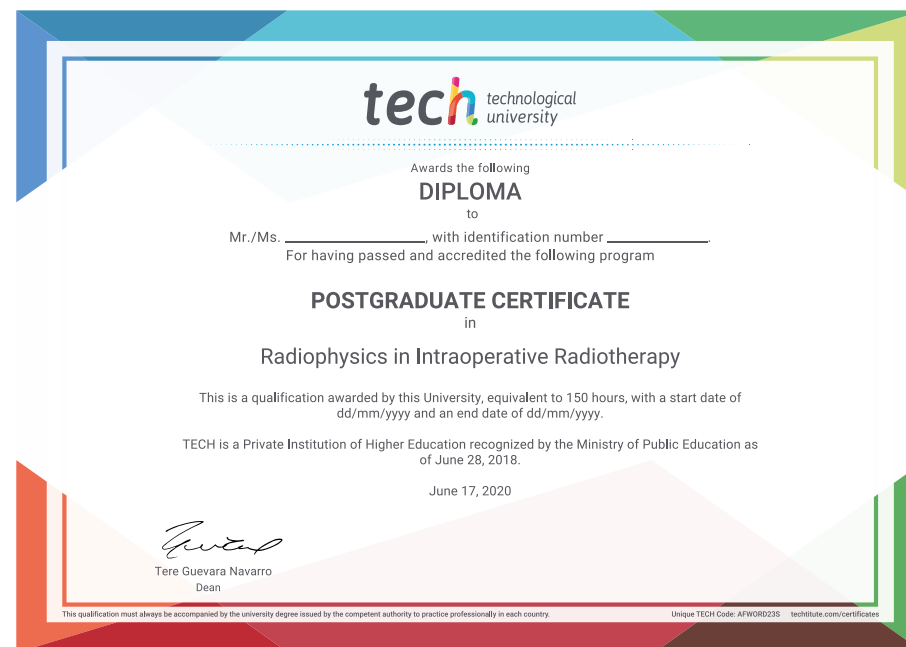 tech technological
university
Awards the following
DIPLOMA
to
Mr./Ms. ____________________, with identification number ______________.
For having passed and accredited the following program
POSTGRADUATE CERTIFICATE
in
Radiophysics in Intraoperative Radiotherapy
This is a qualification awarded by this University, equivalent to 150 hours, with a start date of
dd/mm/yyyy and an end date of dd/mm/yyyy.
TECH is a Private Institution of Higher Education recognized by the Ministry of Public Education as
of June 28, 2018.
June 17, 2020
Tere Guevara Navarro
Dean
This qualification must always be accompanied by the university degree issued by the competent authority to practice professionally in each country.
Unique TECH Code: AFWORD23S techtitute.com/certificates